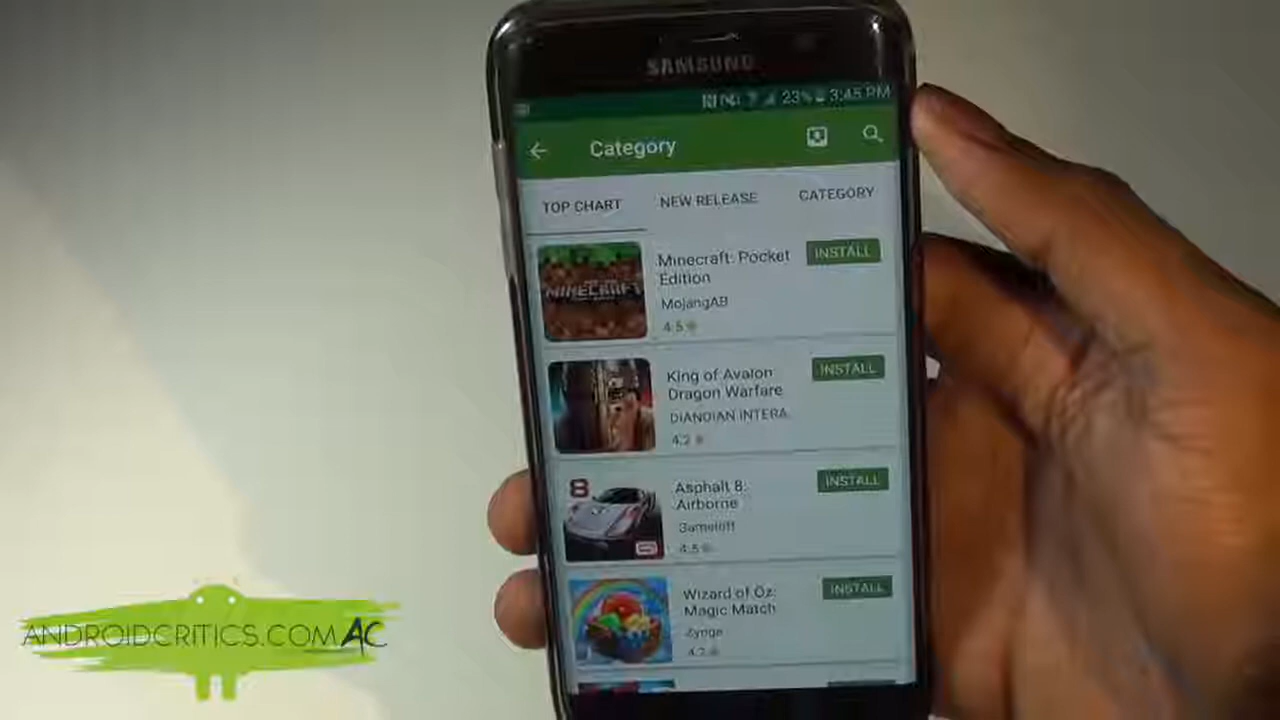 SAMSUNG
23% 3:45 PM
Category
TOP CHART NEW RELEASE CATEGORY
MINECRAFT
Minecraft: Pocket
Edition
INSTALL
MojangAB
4.5
King of Avalon
Dragon Warfare
INSTALL
DIANDIAN INTERA
4.2
8
Asphalt 8:
Airborne
INSTALL
Gameloft
4.5
Wizard of Oz:
Magic Match
INSTALL
Zynga
4.2
ANDROIDCRITICS.COM AC